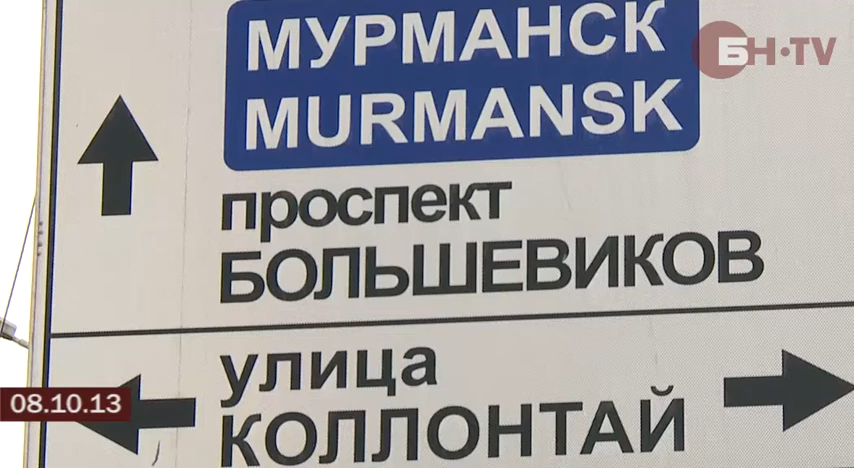 МУРМАНСК
MURMANSK
БН·TV
проспект
БОЛЬШЕВИКОВ
улица
КОЛЛОНТАЙ
08.10.13